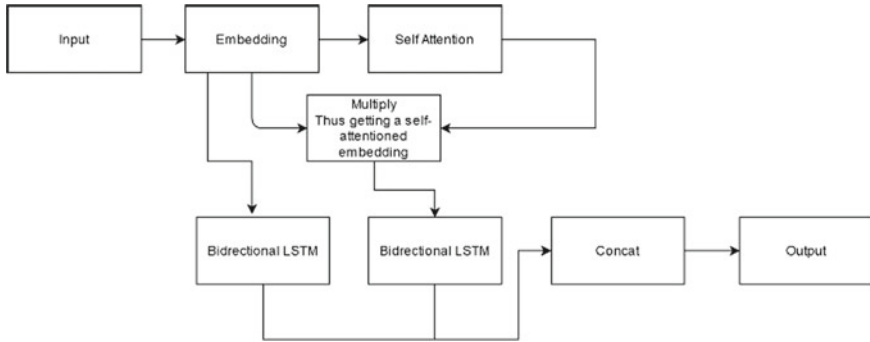 Input
Embedding
Self Attention
Multiply
Thus getting a self-
attentioned
embedding
Bidrectional LSTM
Bidrectional LSTM
Concat
Output